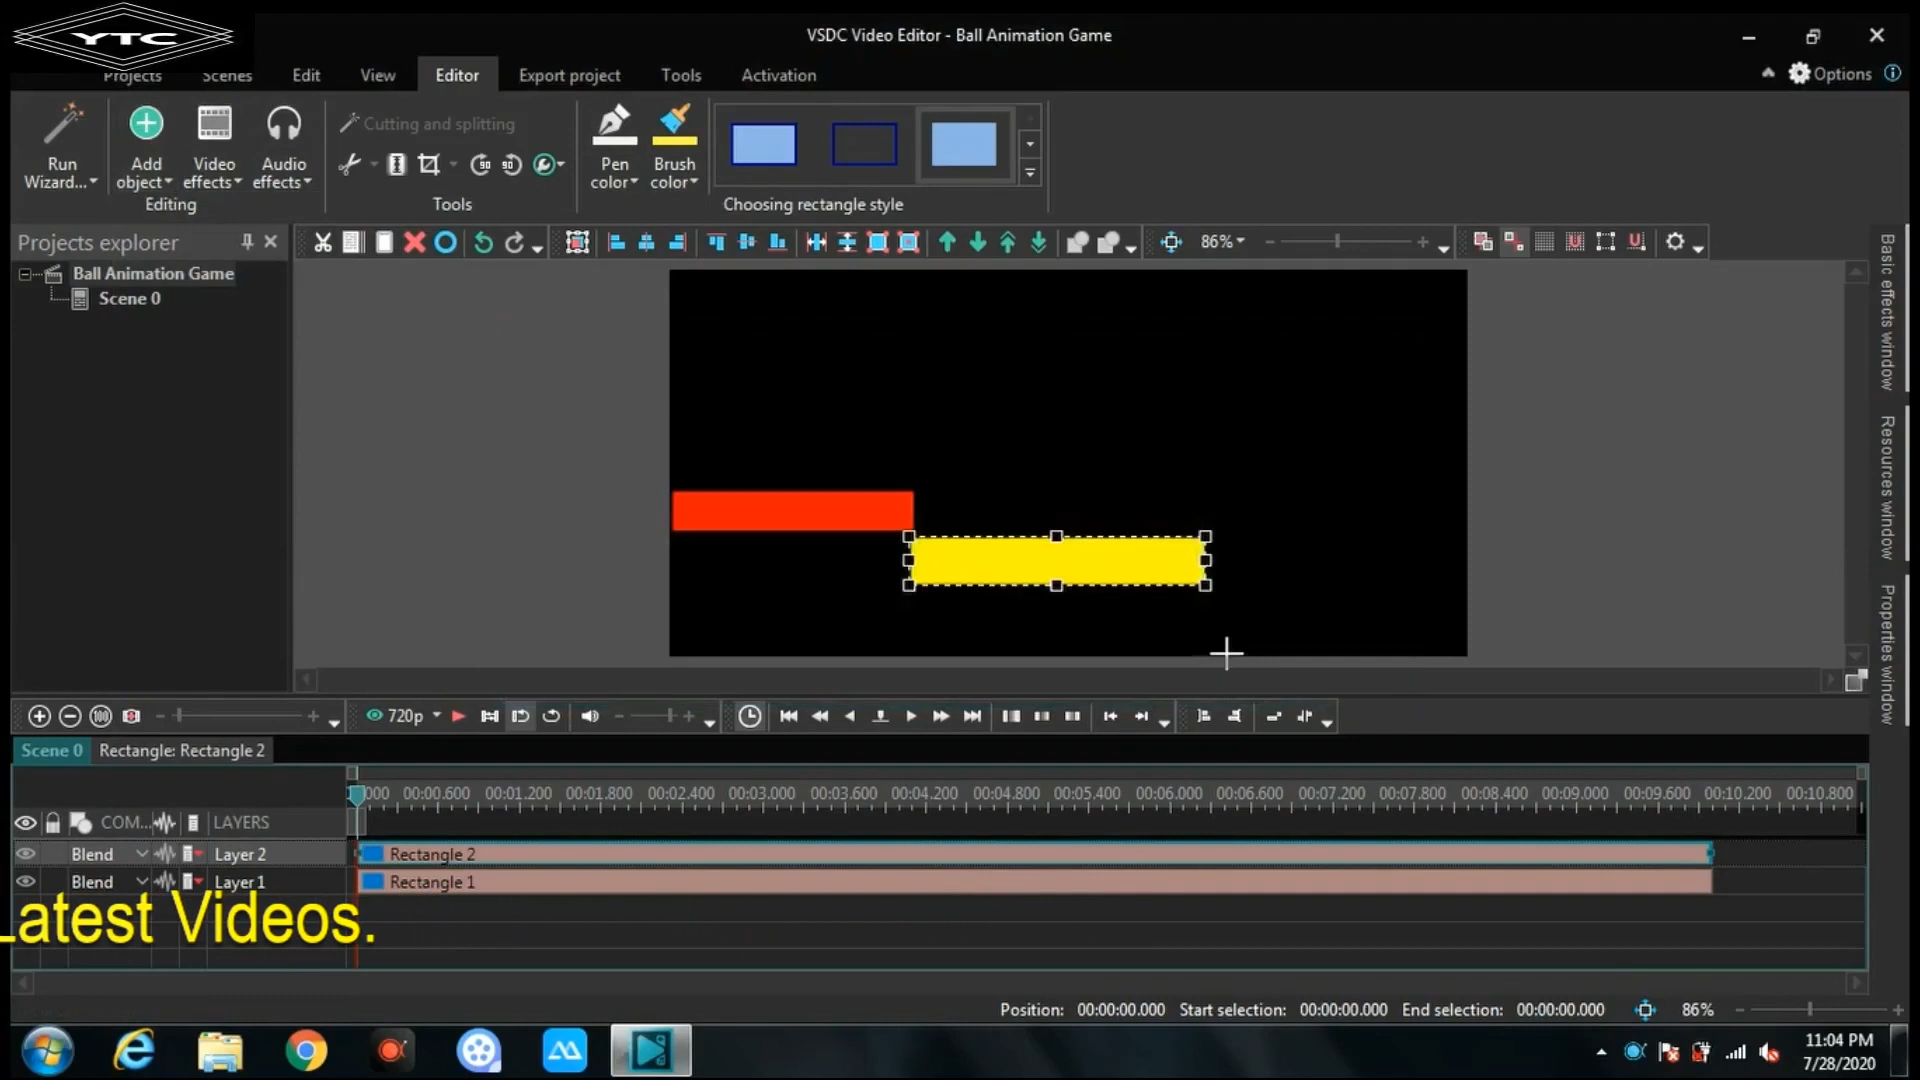 YTC
VSDC Video Editor - Ball Animation Game
Projects Scenes Edit View Editor Export project Tools Activation
Options
Cutting and splitting
Run Wizard...
Add object
Video effects
Audio effects
Pen color
Brush color
Editing
Tools
Choosing rectangle style
Projects explorer
86%
Ball Animation Game
Scene 0
Basic effects window
Resources window
Properties window
720p
Scene 0
Rectangle: Rectangle 2
000 00:00.600 00:01.200 00:01.800 00:02.400 00:03.000 00:03.600 00:04.200 00:04.800 00:05.400 00:06.000 00:06.600 00:07.200 00:07.800 00:08.400 00:09.000 00:09.600 00:10.200 00:10.800
COM... LAYERS
Blend Layer 2 Rectangle 2
Blend Layer 1 Rectangle 1
Latest Videos.
Position: 00:00:00.000 Start selection: 00:00:00.000 End selection: 00:00:00.000 86%
11:04 PM
7/28/2020